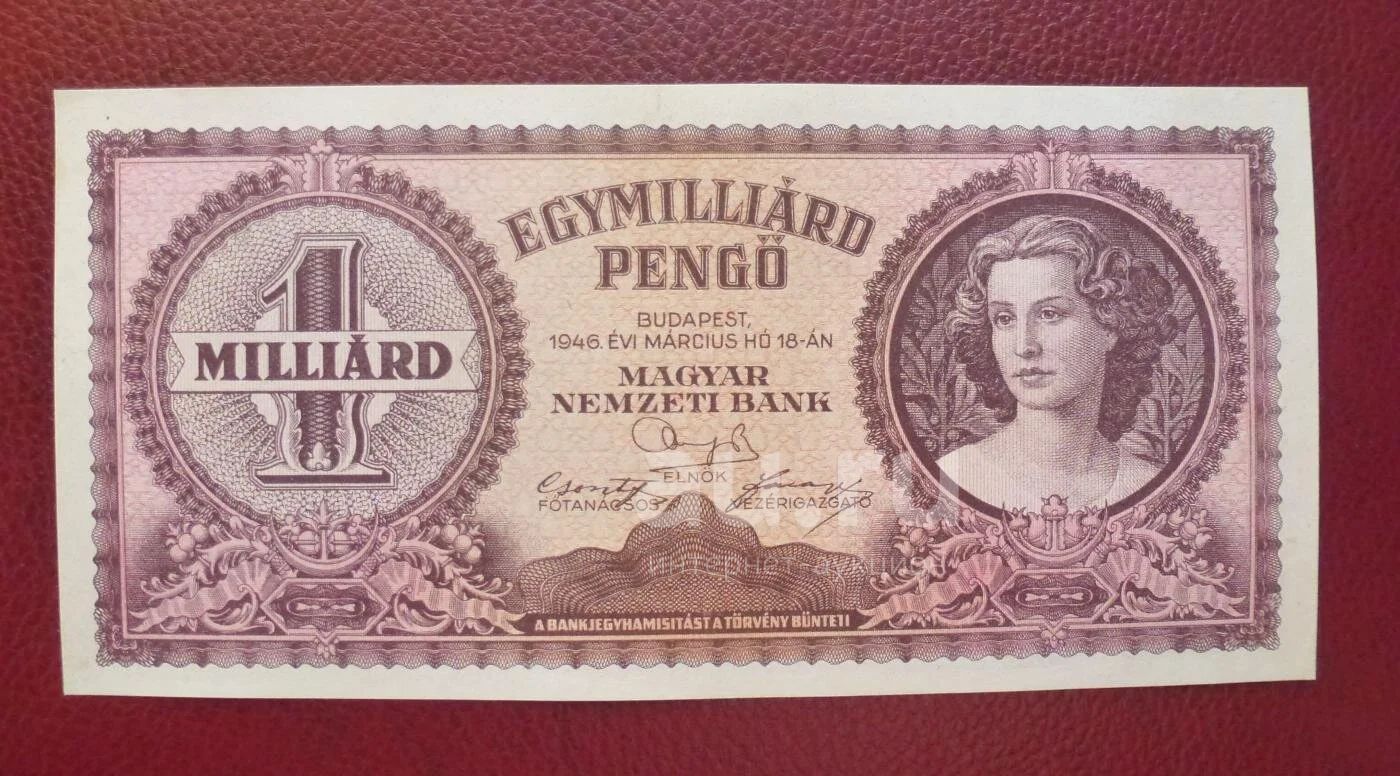 EGYMILLIÁRD
PENGŐ
1
MILLIÁRD
BUDAPEST,
1946. ÉVI MÁRCIUS HÓ 18-ÁN
MAGYAR
NEMZETI BANK
ELNÖK
FŐTANÁCSOS VEZÉRIGAZGATÓ
A BANKJEGYHAMISITÁST A TÖRVÉNY BÜNTETI